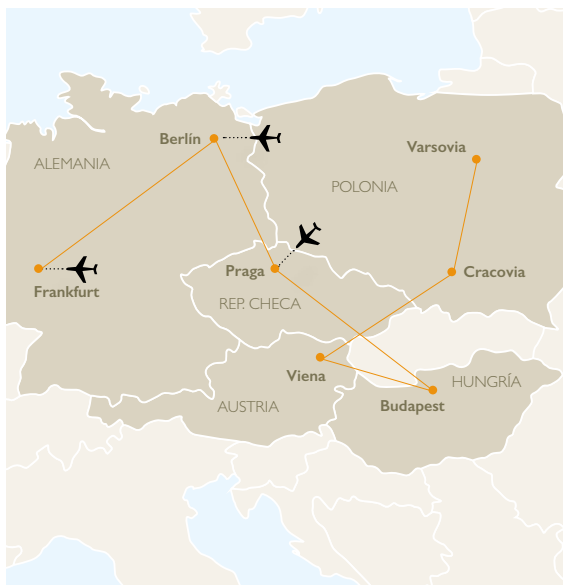 Berlín
Varsovia
ALEMANIA
POLONIA
Praga
Cracovia
Frankfurt
REP. CHECA
Viena
HUNGRÍA
Budapest
AUSTRIA